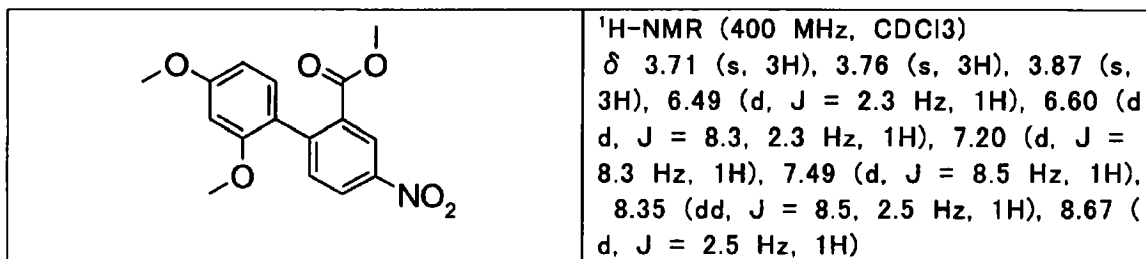 ¹H-NMR (400 MHz, CDCl3)
δ 3.71 (s, 3H), 3.76 (s, 3H), 3.87 (s,
3H), 6.49 (d, J = 2.3 Hz, 1H), 6.60 (d
d, J = 8.3, 2.3 Hz, 1H), 7.20 (d, J =
8.3 Hz, 1H), 7.49 (d, J = 8.5 Hz, 1H),
8.35 (dd, J = 8.5, 2.5 Hz, 1H), 8.67 (
d, J = 2.5 Hz, 1H)
O
O
O
O
NO₂